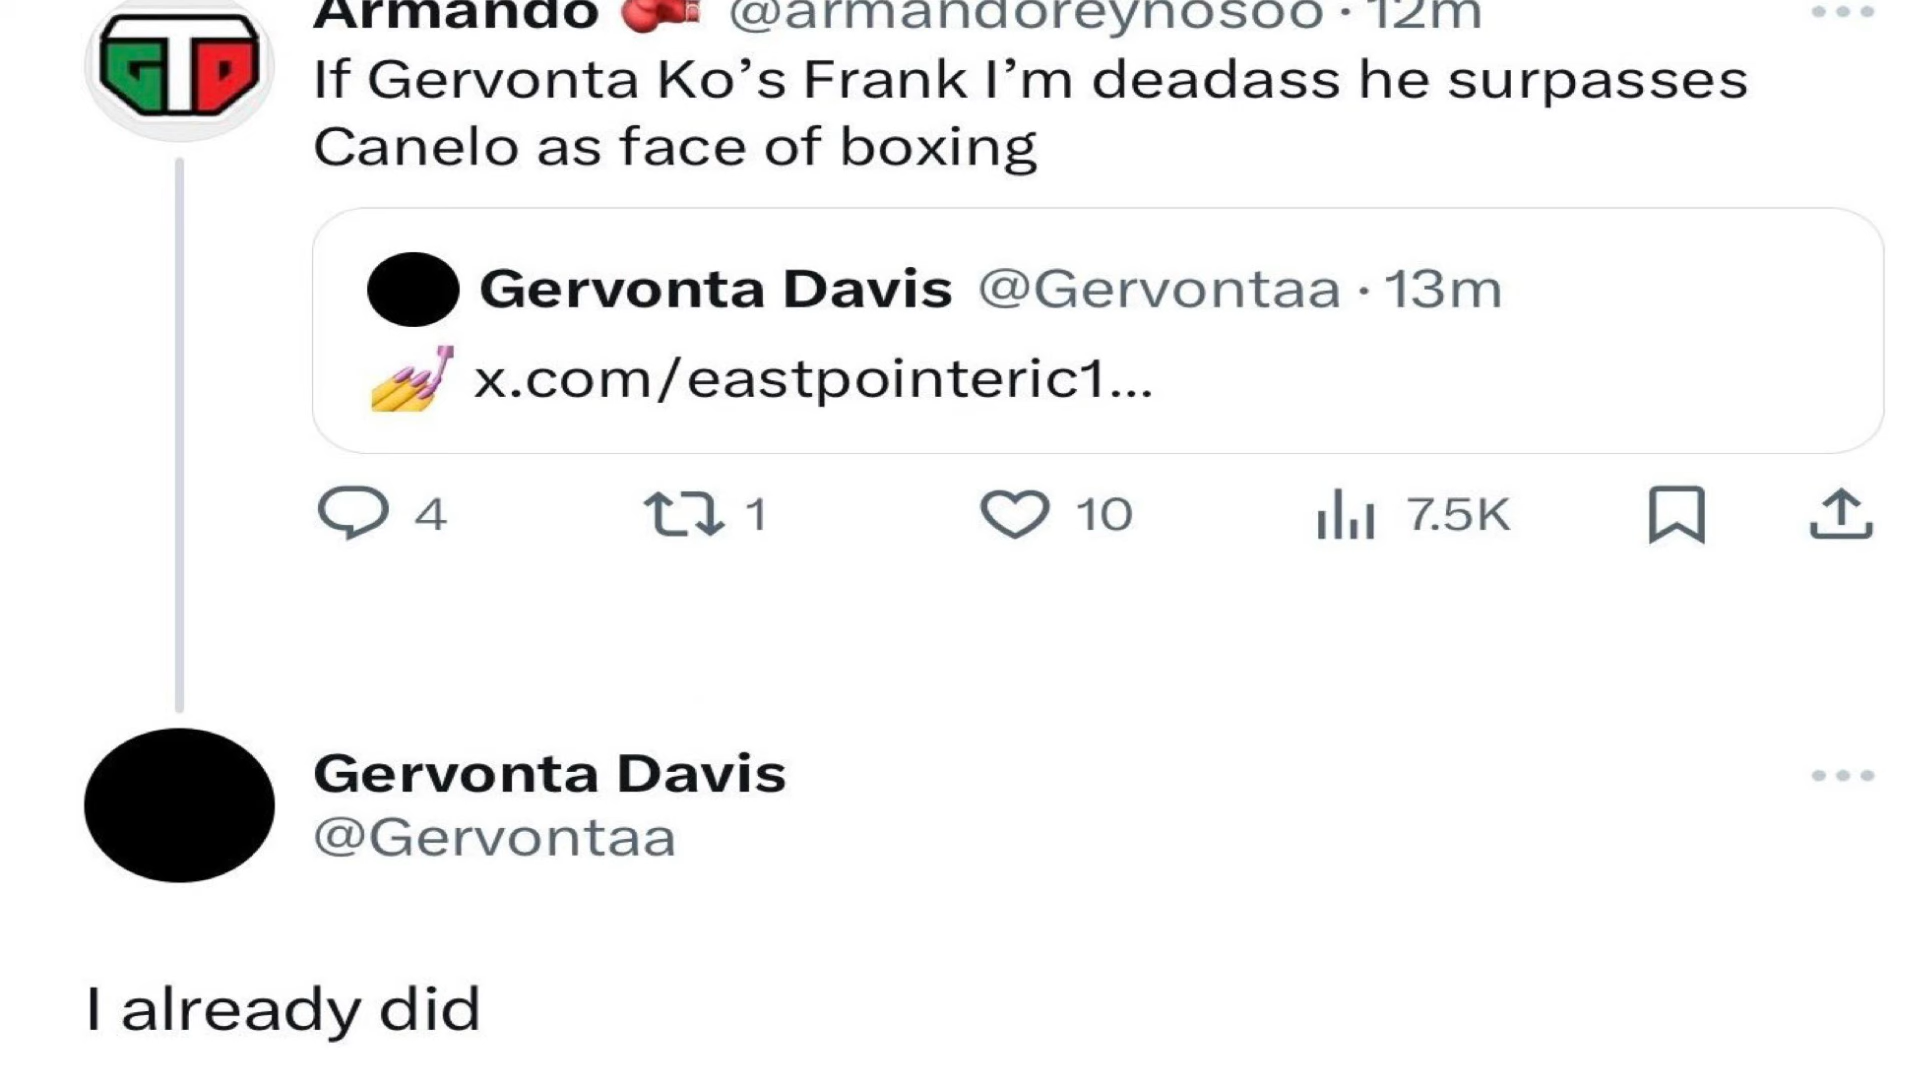 Armando 🥊 @armandoreynosoo · 12m
If Gervonta Ko’s Frank I’m deadass he surpasses
Canelo as face of boxing
Gervonta Davis @Gervontaa · 13m
💅 x.com/eastpointeric1...
4 1 10 7.5K
Gervonta Davis
@Gervontaa
I already did